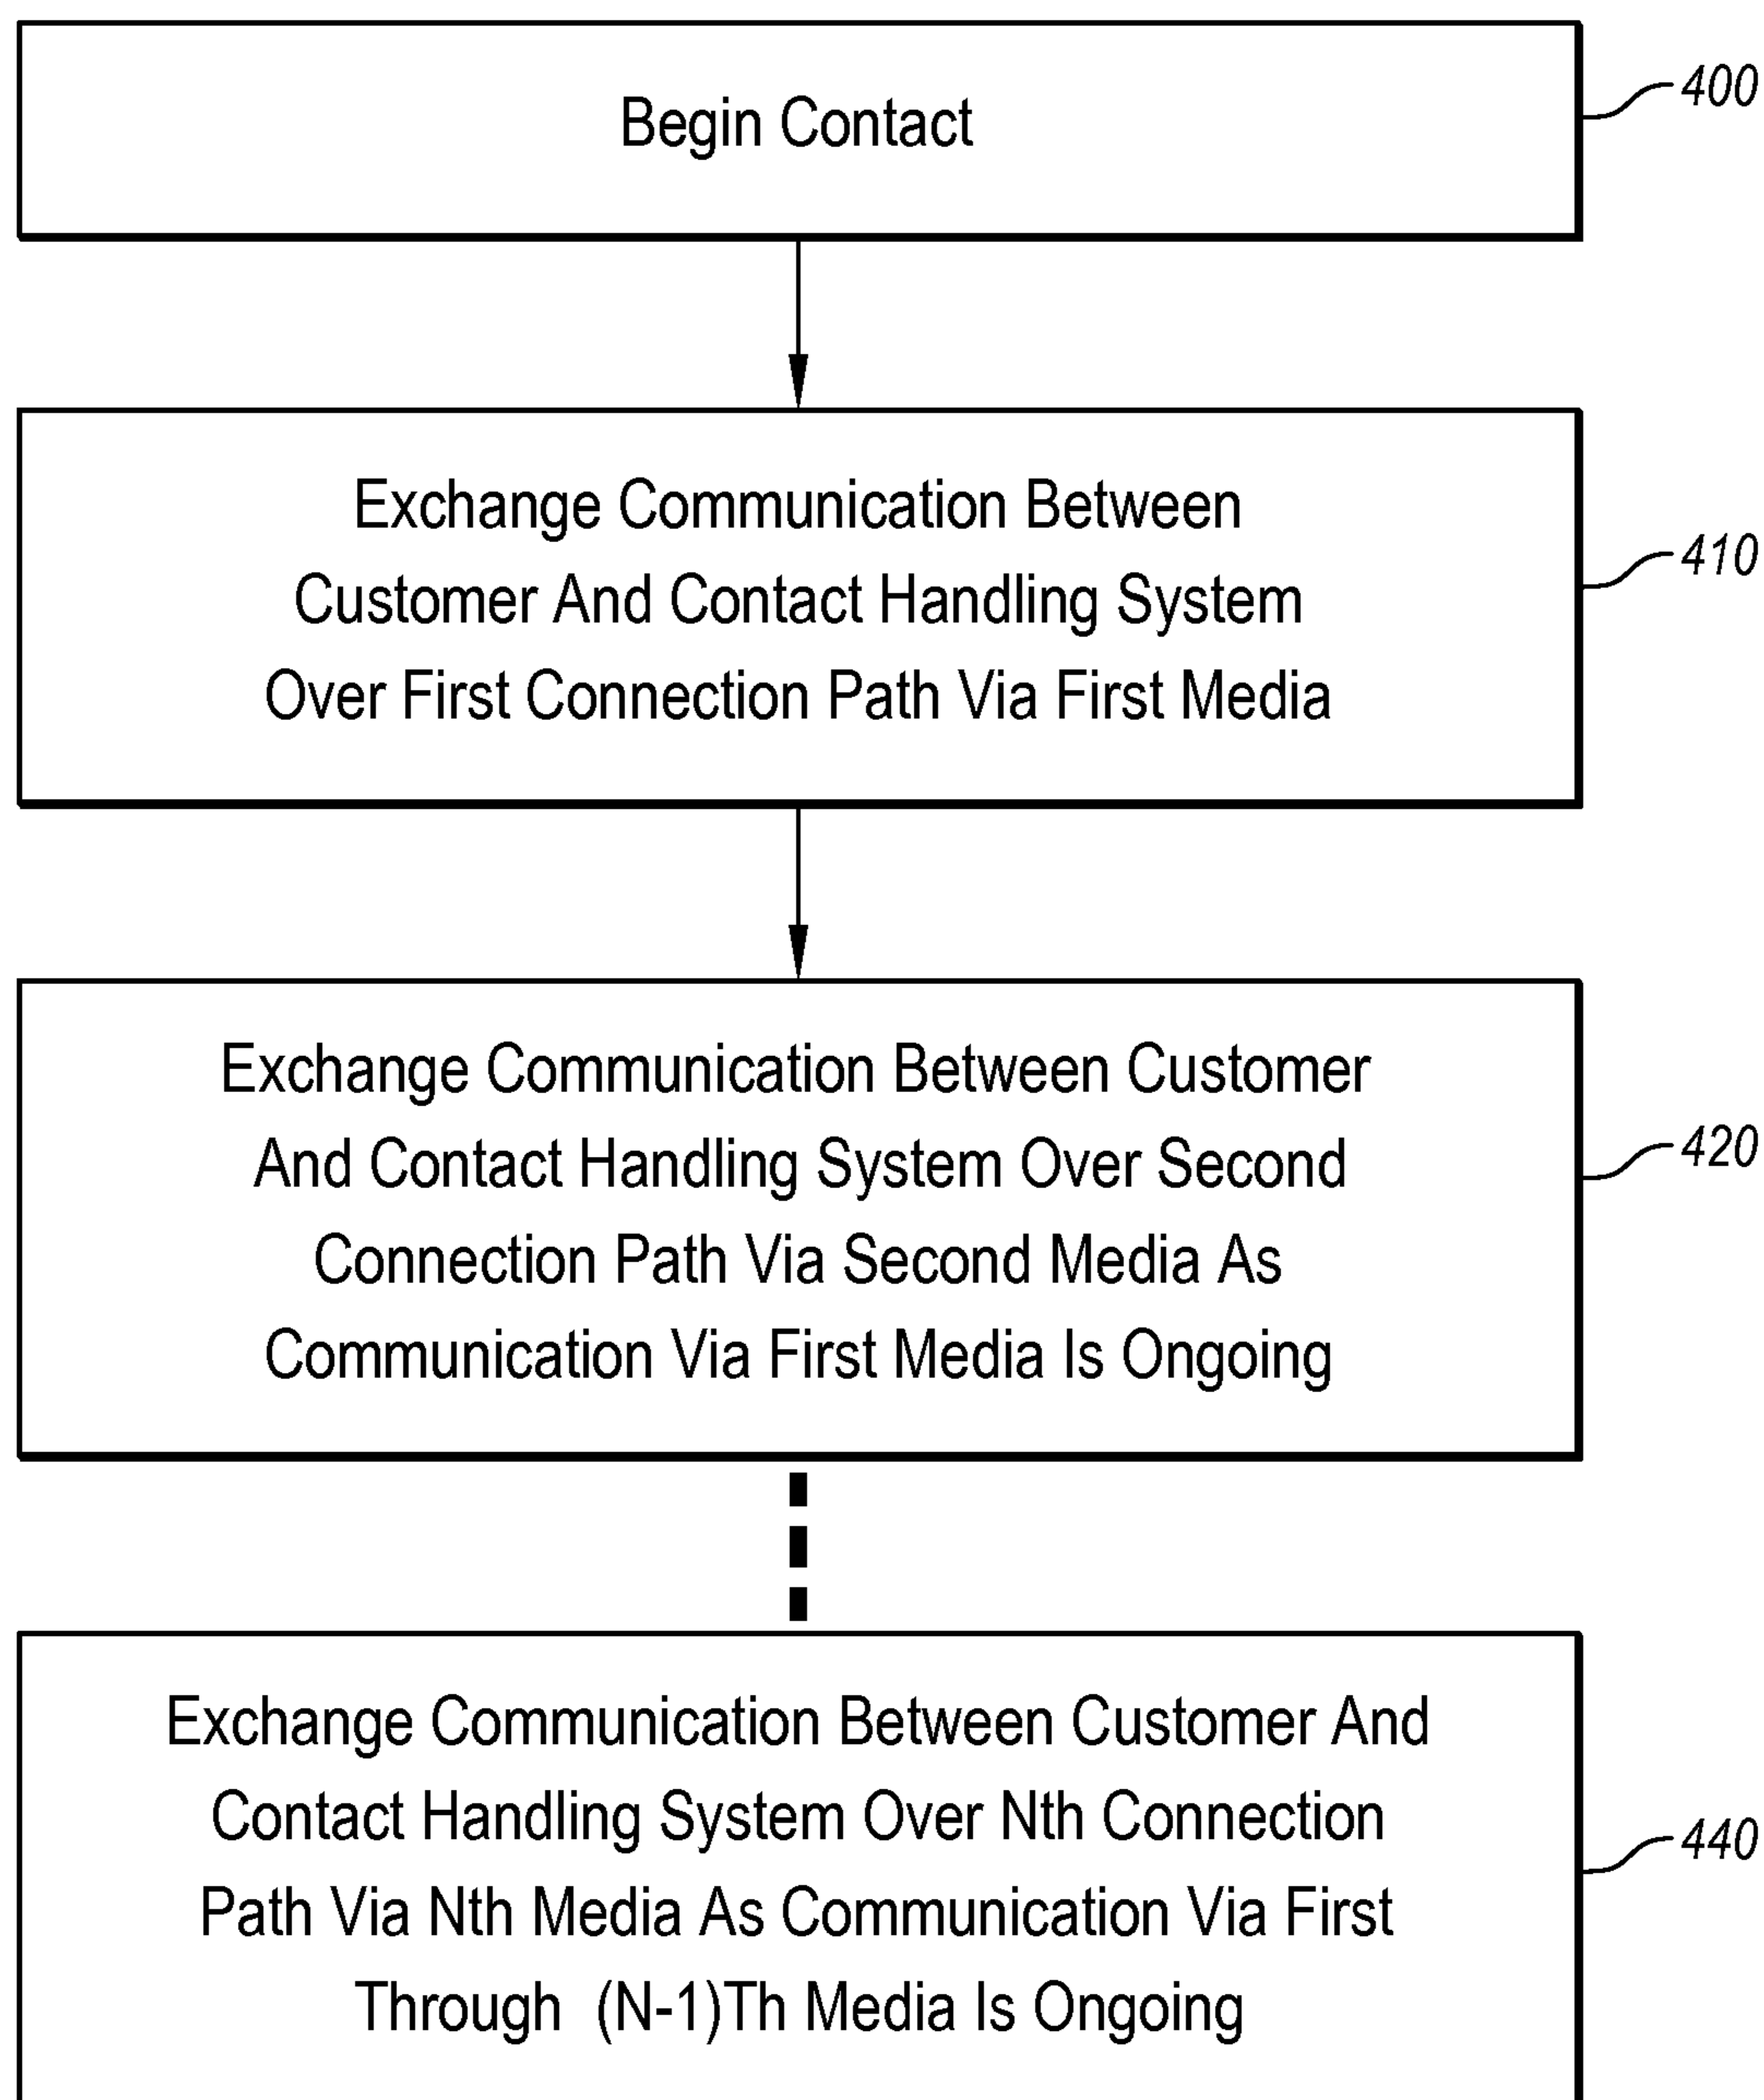 Begin Contact
400
Exchange Communication Between
Customer And Contact Handling System
Over First Connection Path Via First Media
410
Exchange Communication Between Customer
And Contact Handling System Over Second
Connection Path Via Second Media As
Communication Via First Media Is Ongoing
420
Exchange Communication Between Customer And
Contact Handling System Over Nth Connection
Path Via Nth Media As Communication Via First
Through (N-1)Th Media Is Ongoing
440